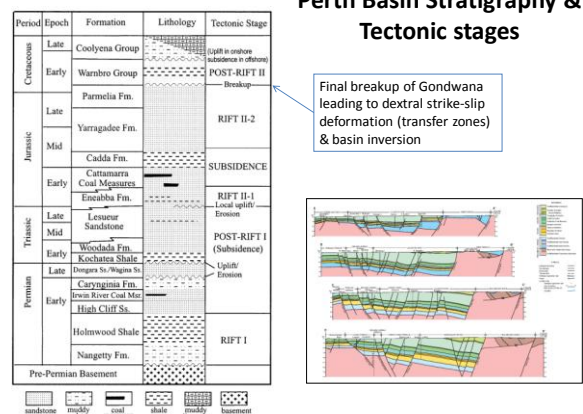 Perth Basin Stratigraphy &
Tectonic stages
Period Epoch Formation Lithology Tectonic Stage
Cretaceous
Late
Coolyena Group
(Uplift in onshore
subsidence in offshore)
Early
Warnbro Group
POST-RIFT II
Breakup
Jurassic
Parmelia Fm.
Late
Yarragadee Fm.
RIFT II-2
Mid
Cadda Fm.
SUBSIDENCE
Early
Cattamarra
Coal Measures
Eneabba Fm.
RIFT II-1
Local uplift/
Erosion
Triassic
Late
Lesueur
Sandstone
Mid
POST-RIFT I
(Subsidence)
Woodada Fm.
Early
Kochatea Shale
Permian
Late
Dongara Ss./Wagina Ss.
Uplift/
Erosion
Carynginia Fm.
Early
Irwin River Coal Msr.
High Cliff Ss.
Holmwood Shale
RIFT I
Nangetty Fm.
Pre-Permian Basement
sandstone
muddy
coal
shale
muddy
basement
Final breakup of Gondwana
leading to dextral strike-slip
deformation (transfer zones)
& basin inversion